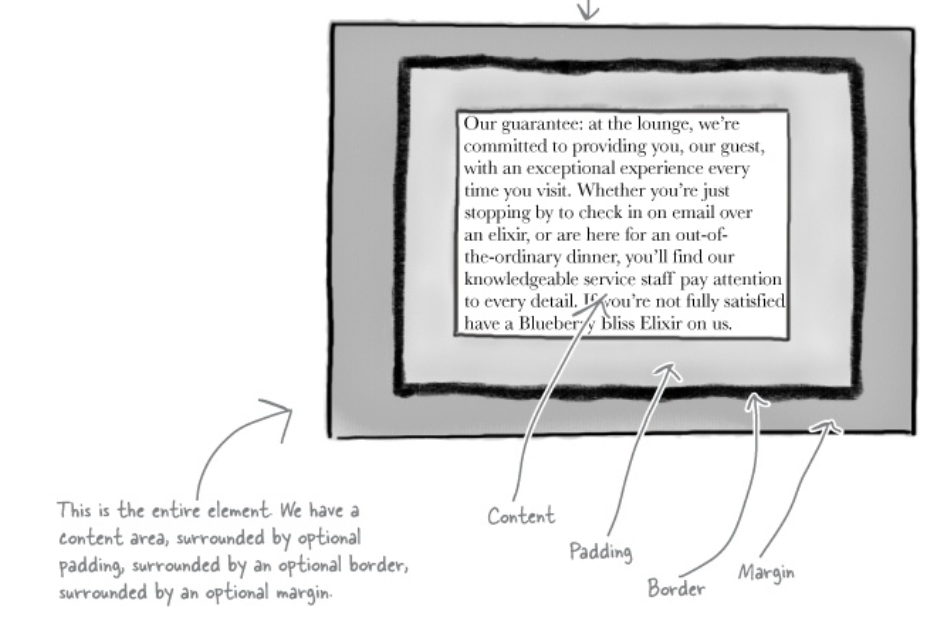 Our guarantee: at the lounge, we're
committed to providing you, our guest,
with an exceptional experience every
time you visit. Whether you're just
stopping by to check in on email over
an elixir, or are here for an out-of-
the-ordinary dinner, you'll find our
knowledgeable service staff pay attention
to every detail. If you're not fully satisfied
have a Blueberry Bliss Elixir on us.
This is the entire element. We have a
content area, surrounded by optional
padding, surrounded by an optional border,
surrounded by an optional margin.
Content
Padding
Border
Margin